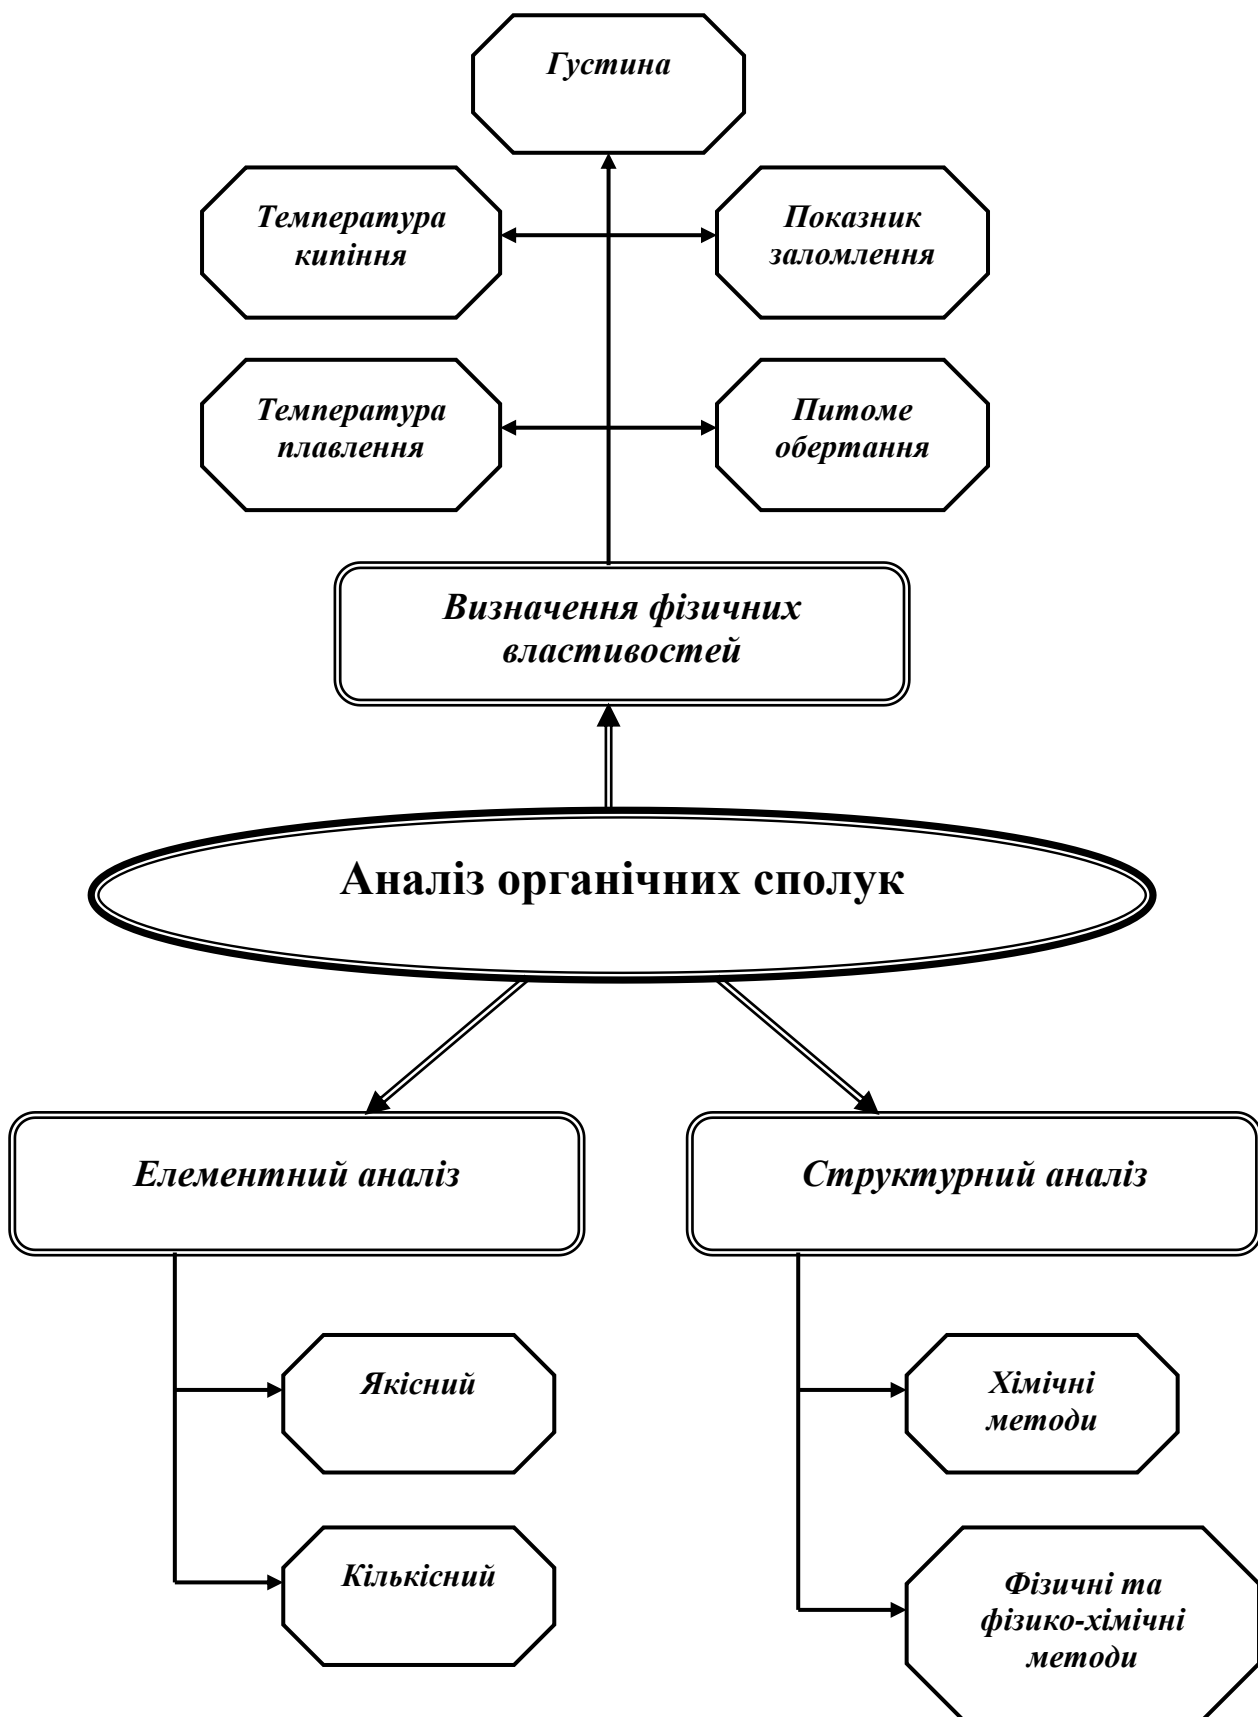 Густина
Температура
кипіння
Показник
заломлення
Температура
плавлення
Питоме
обертання
Визначення фізичних
властивостей
Аналіз органічних сполук
Елементний аналіз
Структурний аналіз
Якісний
Хімічні
методи
Кількісний
Фізичні та
фізико-хімічні
методи